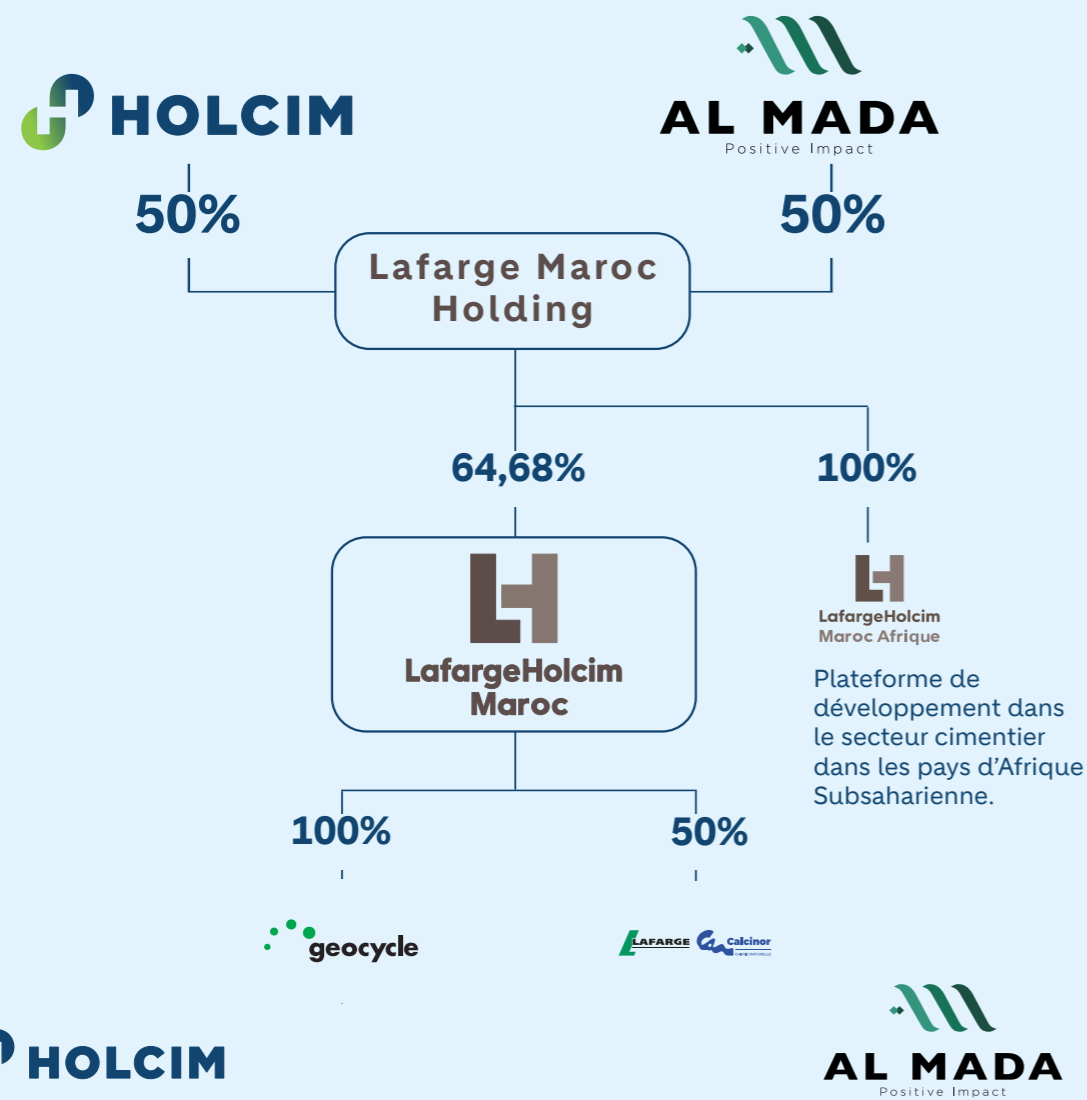 HOLCIM
AL MADA
Positive Impact
50%
50%
Lafarge Maroc
Holding
64,68%
100%
LafargeHolcim
Maroc
LafargeHolcim
Maroc Afrique
Plateforme de
développement dans
le secteur cimentier
dans les pays d’Afrique
Subsaharienne.
100%
50%
geocycle
LAFARGE
Calcinor
HOLCIM
AL MADA
Positive Impact